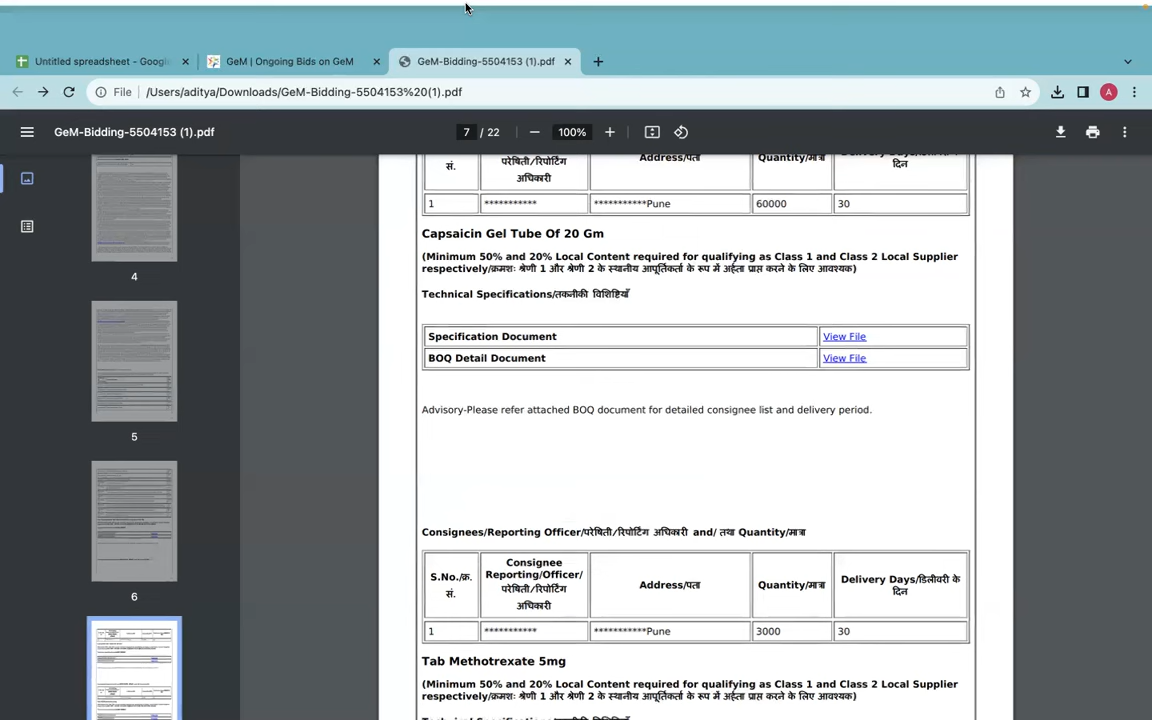 Untitled spreadsheet - Google
GeM | Ongoing Bids on GeM
GeM-Bidding-5504153 (1).pdf
File
/Users/aditya/Downloads/GeM-Bidding-5504153%20(1).pdf
A
GeM-Bidding-5504153 (1).pdf
7 / 22
100%
4
5
6
सं.
परेषिती/रिपोर्टिंग
अधिकारी
Address/पता
Quantity/मात्रा
दिन
1
***********
***********Pune
60000
30
Capsaicin Gel Tube Of 20 Gm
(Minimum 50% and 20% Local Content required for qualifying as Class 1 and Class 2 Local Supplier
respectively/क्रमशः श्रेणी 1 और श्रेणी 2 के स्थानीय आपूर्तिकर्ता के रूप में अर्हता प्राप्त करने के लिए आवश्यक)
Technical Specifications/तकनीकी विशिष्टियाँ
Specification Document
View File
BOQ Detail Document
View File
Advisory-Please refer attached BOQ document for detailed consignee list and delivery period.
Consignees/Reporting Officer/परेषिती/रिपोर्टिंग अधिकारी and/ तथा Quantity/मात्रा
S.No./क्र.
सं.
Consignee
Reporting/Officer/
परेषिती/रिपोर्टिंग
अधिकारी
Address/पता
Quantity/मात्रा
Delivery Days/डिलीवरी के
दिन
1
***********
***********Pune
3000
30
Tab Methotrexate 5mg
(Minimum 50% and 20% Local Content required for qualifying as Class 1 and Class 2 Local Supplier
respectively/क्रमशः श्रेणी 1 और श्रेणी 2 के स्थानीय आपूर्तिकर्ता के रूप में अर्हता प्राप्त करने के लिए आवश्यक)